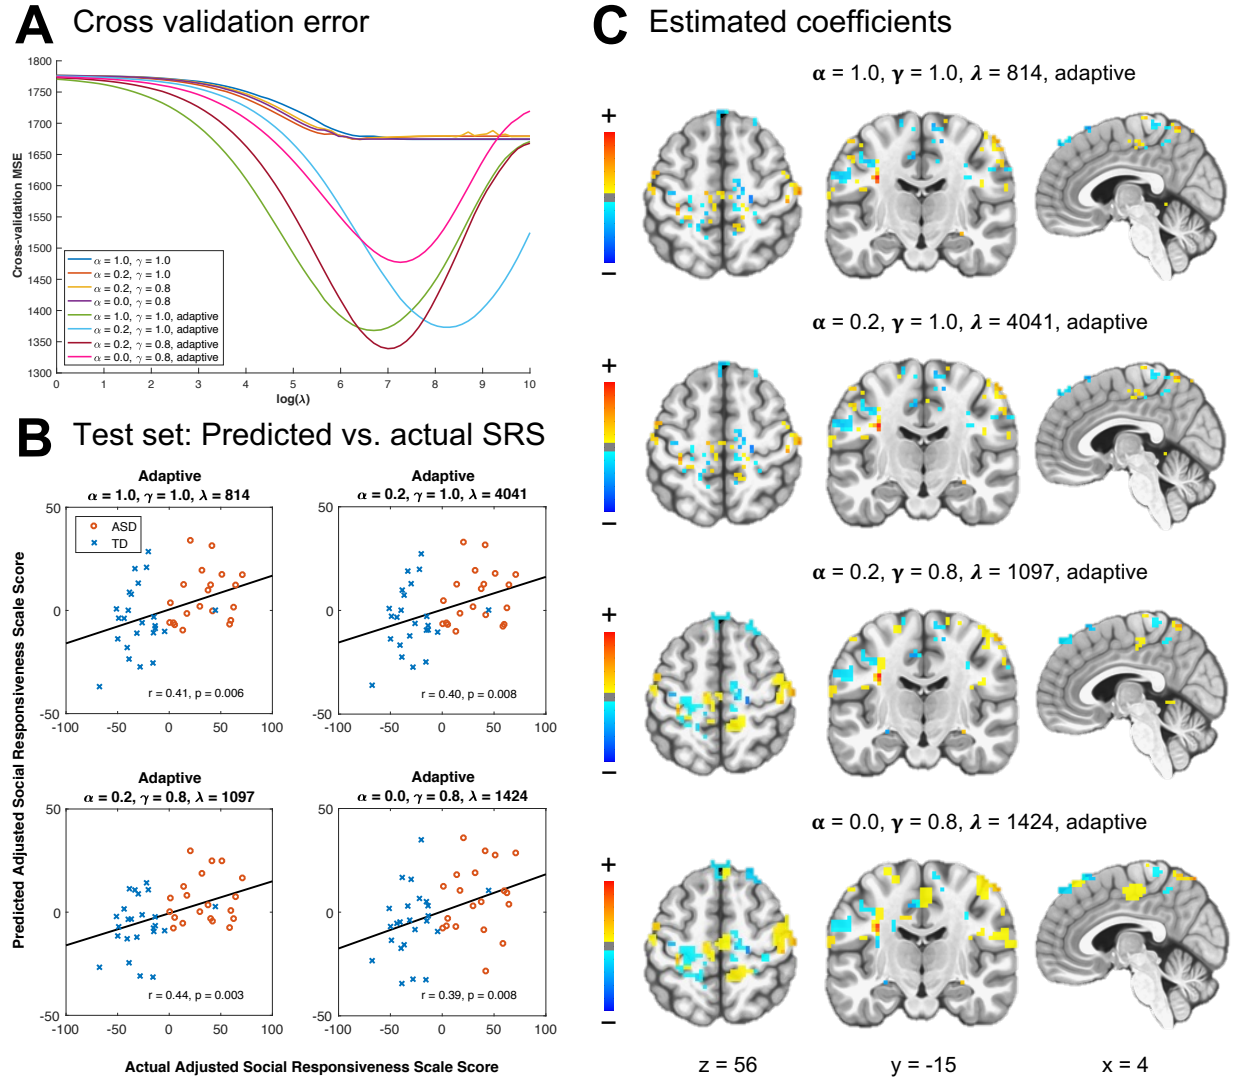 A Cross validation error
1800
1750
1700
1650
1600
1550
1500
1450
1400
1350
1300
Cross-validation MSE
α = 1.0, γ = 1.0
α = 0.2, γ = 1.0
α = 0.2, γ = 0.8
α = 0.0, γ = 0.8
α = 1.0, γ = 1.0, adaptive
α = 0.2, γ = 1.0, adaptive
α = 0.2, γ = 0.8, adaptive
α = 0.0, γ = 0.8, adaptive
0 1 2 3 4 5 6 7 8 9 10
log(λ)
B Test set: Predicted vs. actual SRS
Predicted Adjusted Social Responsiveness Scale Score
Adaptive
α = 1.0, γ = 1.0, λ = 814
50
0
-50
ASD
TD
r = 0.41, p = 0.006
-100 -50 0 50 100
Adaptive
α = 0.2, γ = 1.0, λ = 4041
50
0
-50
r = 0.40, p = 0.008
-100 -50 0 50 100
Adaptive
α = 0.2, γ = 0.8, λ = 1097
50
0
-50
r = 0.44, p = 0.003
-100 -50 0 50 100
Adaptive
α = 0.0, γ = 0.8, λ = 1424
50
0
-50
r = 0.39, p = 0.008
-100 -50 0 50 100
Actual Adjusted Social Responsiveness Scale Score
C Estimated coefficients
α = 1.0, γ = 1.0, λ = 814, adaptive
+
−
α = 0.2, γ = 1.0, λ = 4041, adaptive
+
−
α = 0.2, γ = 0.8, λ = 1097, adaptive
+
−
α = 0.0, γ = 0.8, λ = 1424, adaptive
+
−
z = 56 y = -15 x = 4